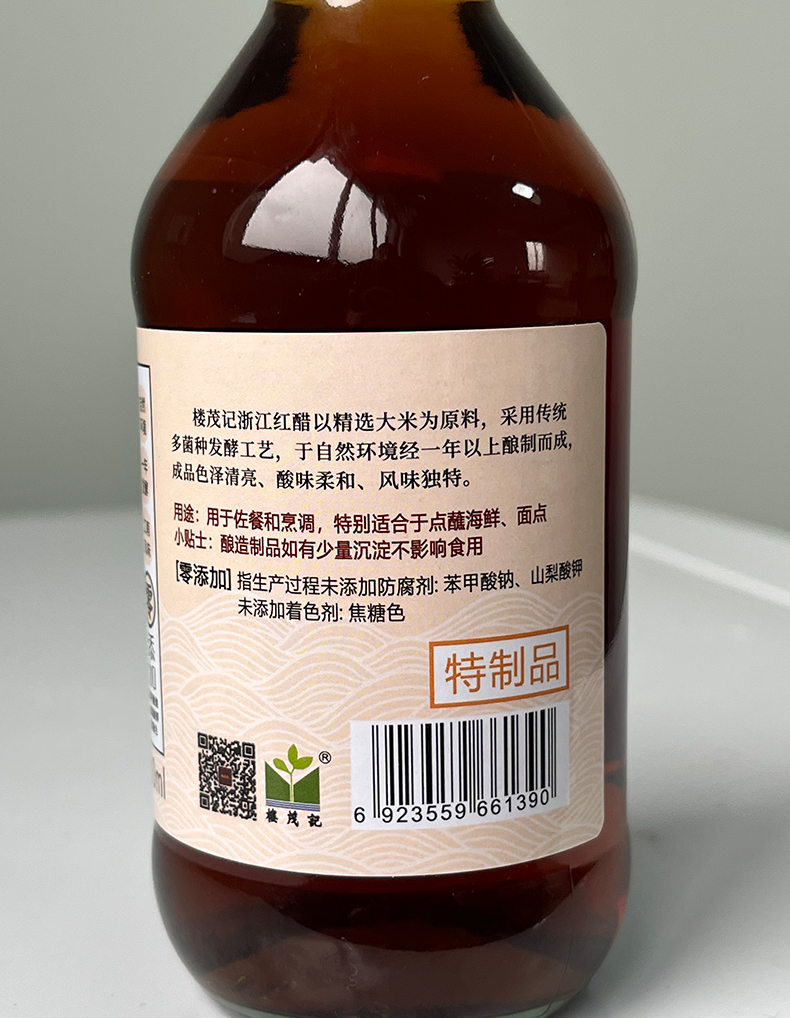 楼茂记浙江红醋以精选大米为原料，采用传统
多菌种发酵工艺，于自然环境经一年以上酿制而成，
成品色泽清亮、酸味柔和、风味独特。
用途：用于佐餐和烹调，特别适合于点蘸海鲜、面点
小贴士：酿造制品如有少量沉淀不影响食用
[零添加] 指生产过程未添加防腐剂: 苯甲酸钠、山梨酸钾
未添加着色剂: 焦糖色
特制品
®
楼茂记
6 923559 661390
添
加
ml